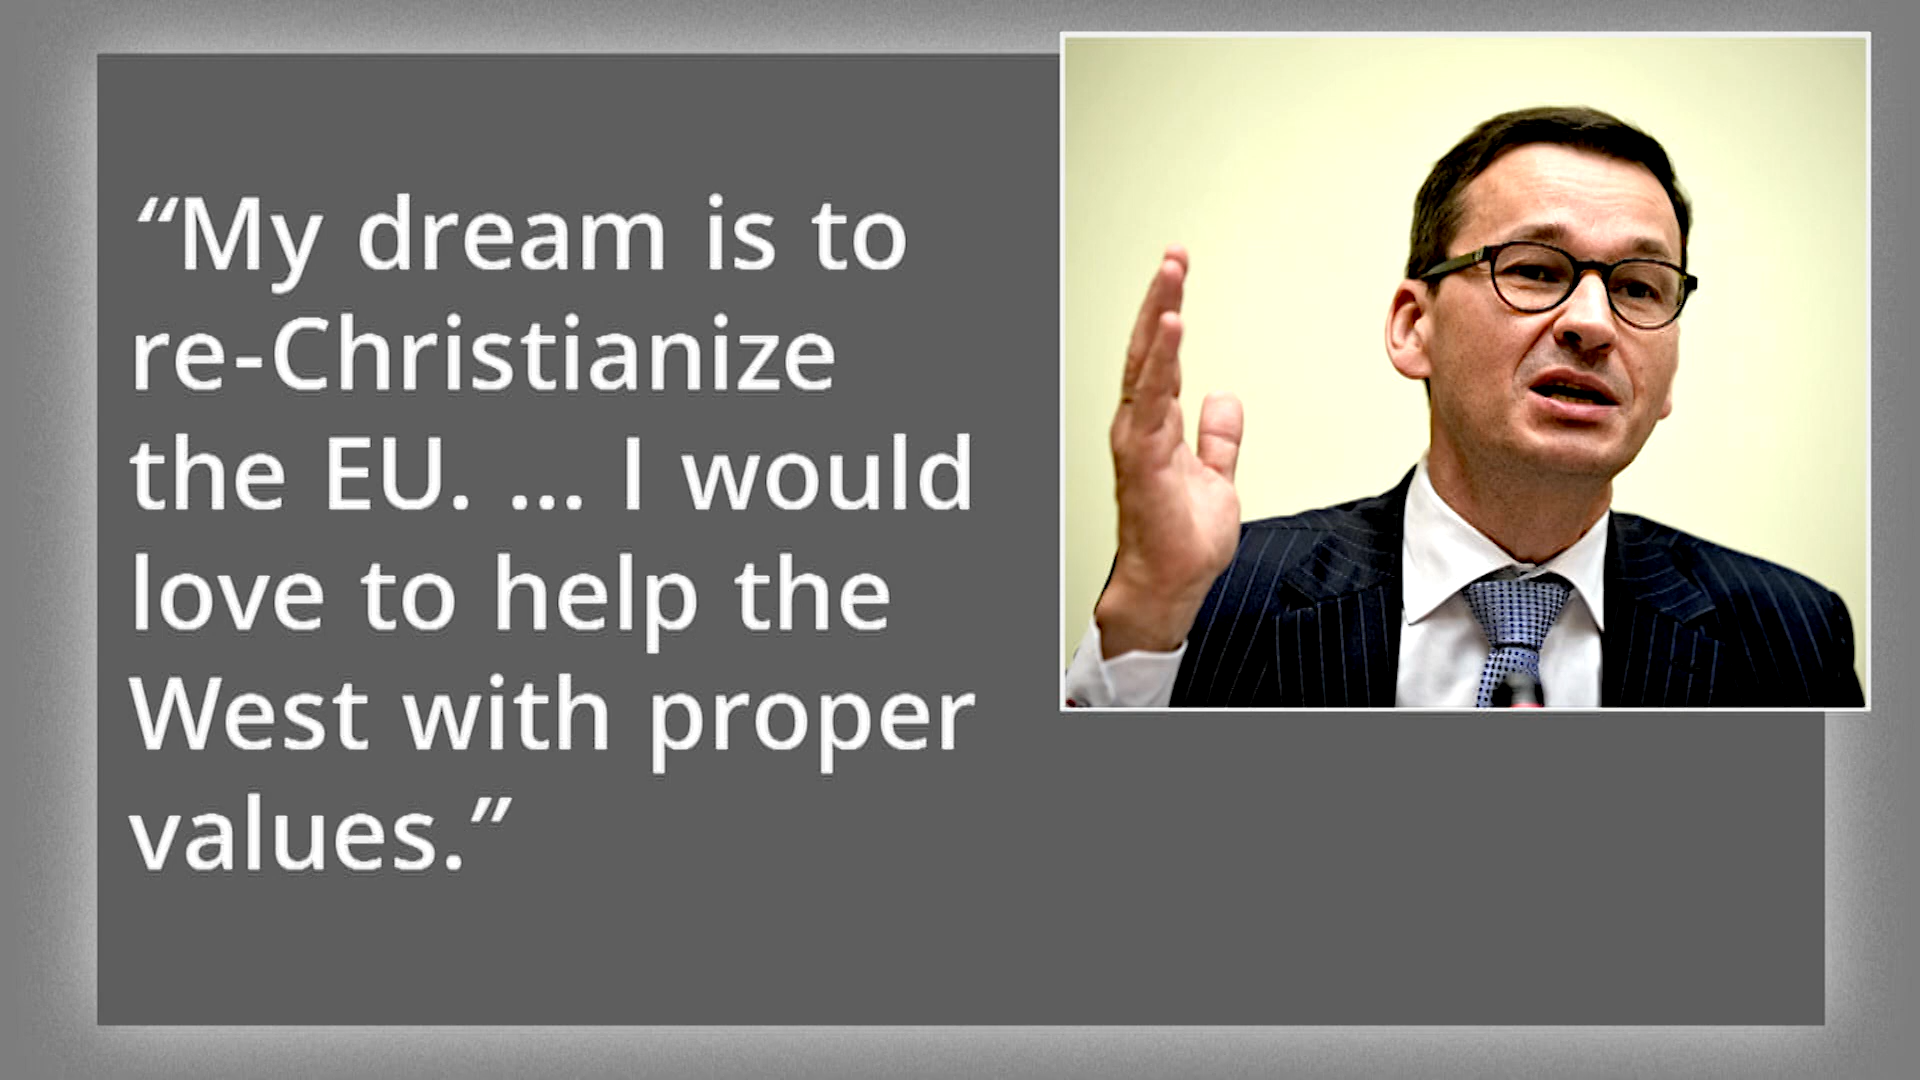 “My dream is to
re-Christianize
the EU. ... I would
love to help the
West with proper
values.”